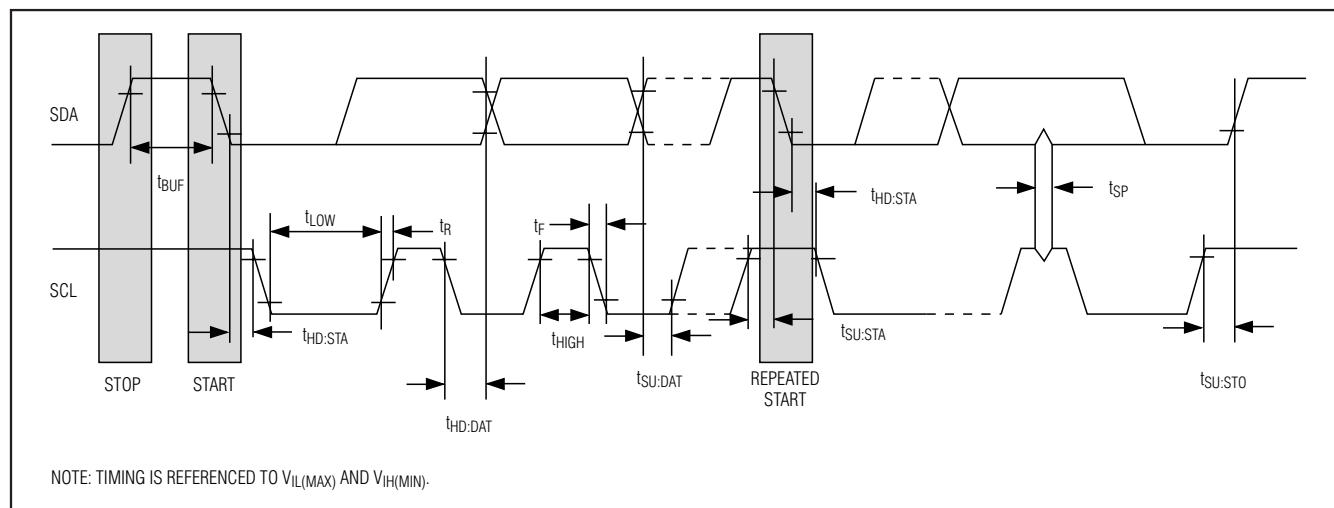 SDA
tBUF
tHD:STA
tSP
tLOW
tR
tF
SCL
tHD:STA
tHIGH
tSU:STA
tSU:DAT
tSU:STO
STOP
START
REPEATED
START
tHD:DAT
NOTE: TIMING IS REFERENCED TO VIL(MAX) AND VIH(MIN).